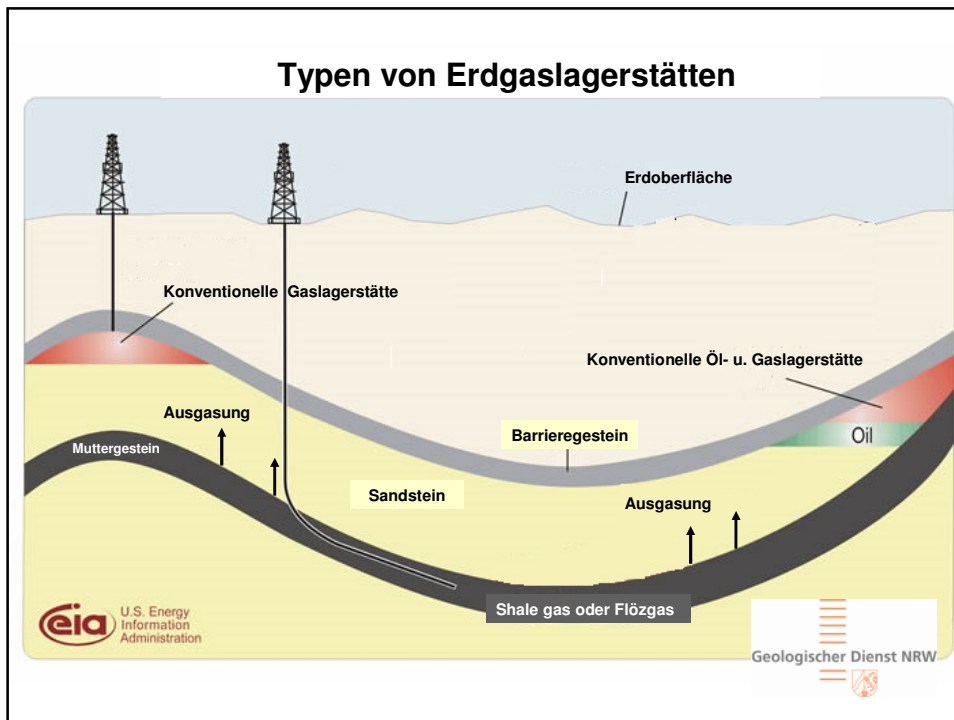 Typen von Erdgaslagerstätten
Erdoberfläche
Konventionelle Gaslagerstätte
Konventionelle Öl- u. Gaslagerstätte
Ausgasung
Barrieregestein
Oil
Muttergestein
Sandstein
Ausgasung
Shale gas oder Flözgas
eia
U.S. Energy
Information
Administration
Geologischer Dienst NRW